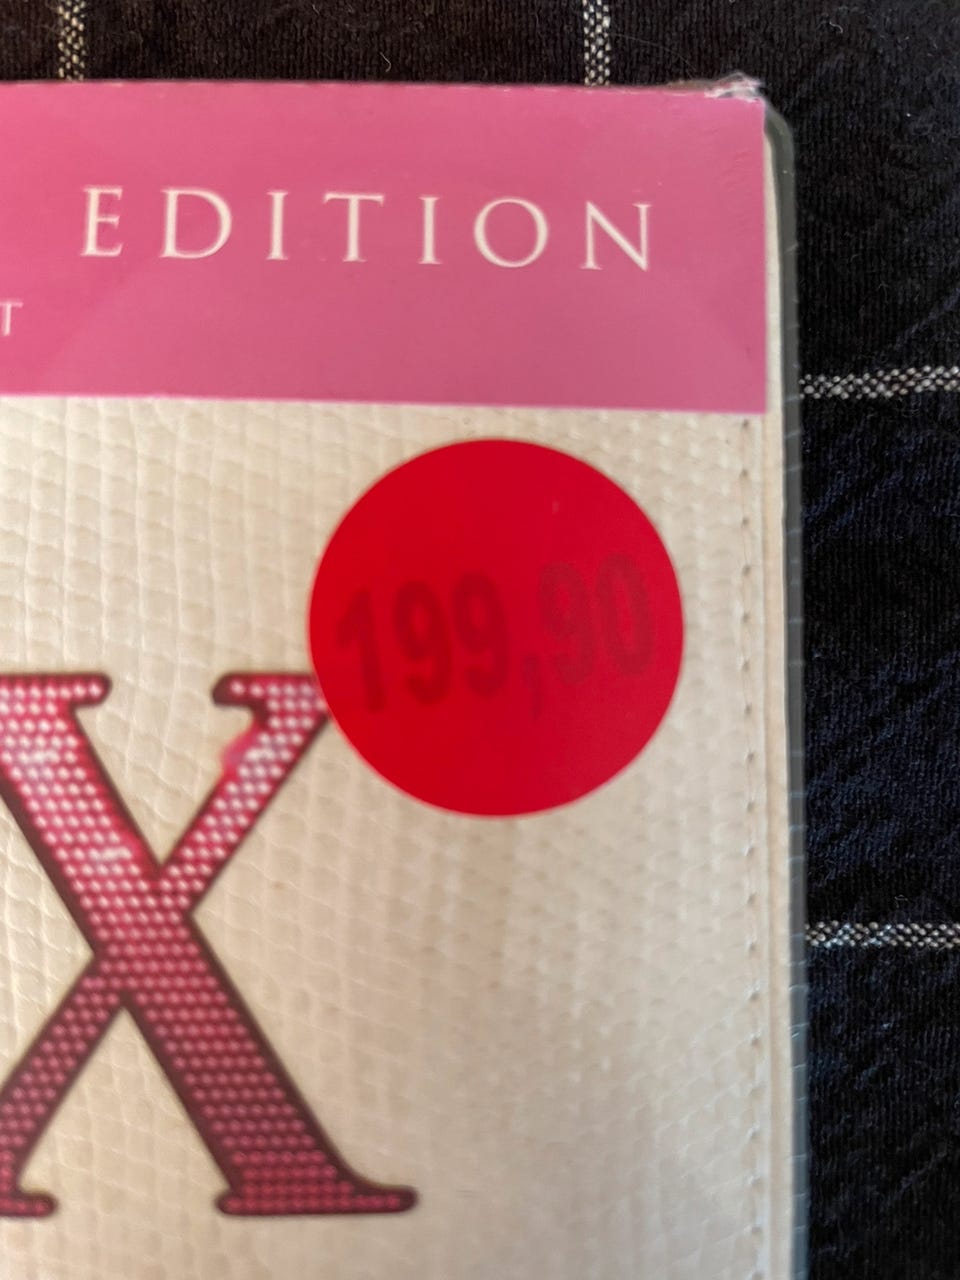 EDITION
T
199,90
X